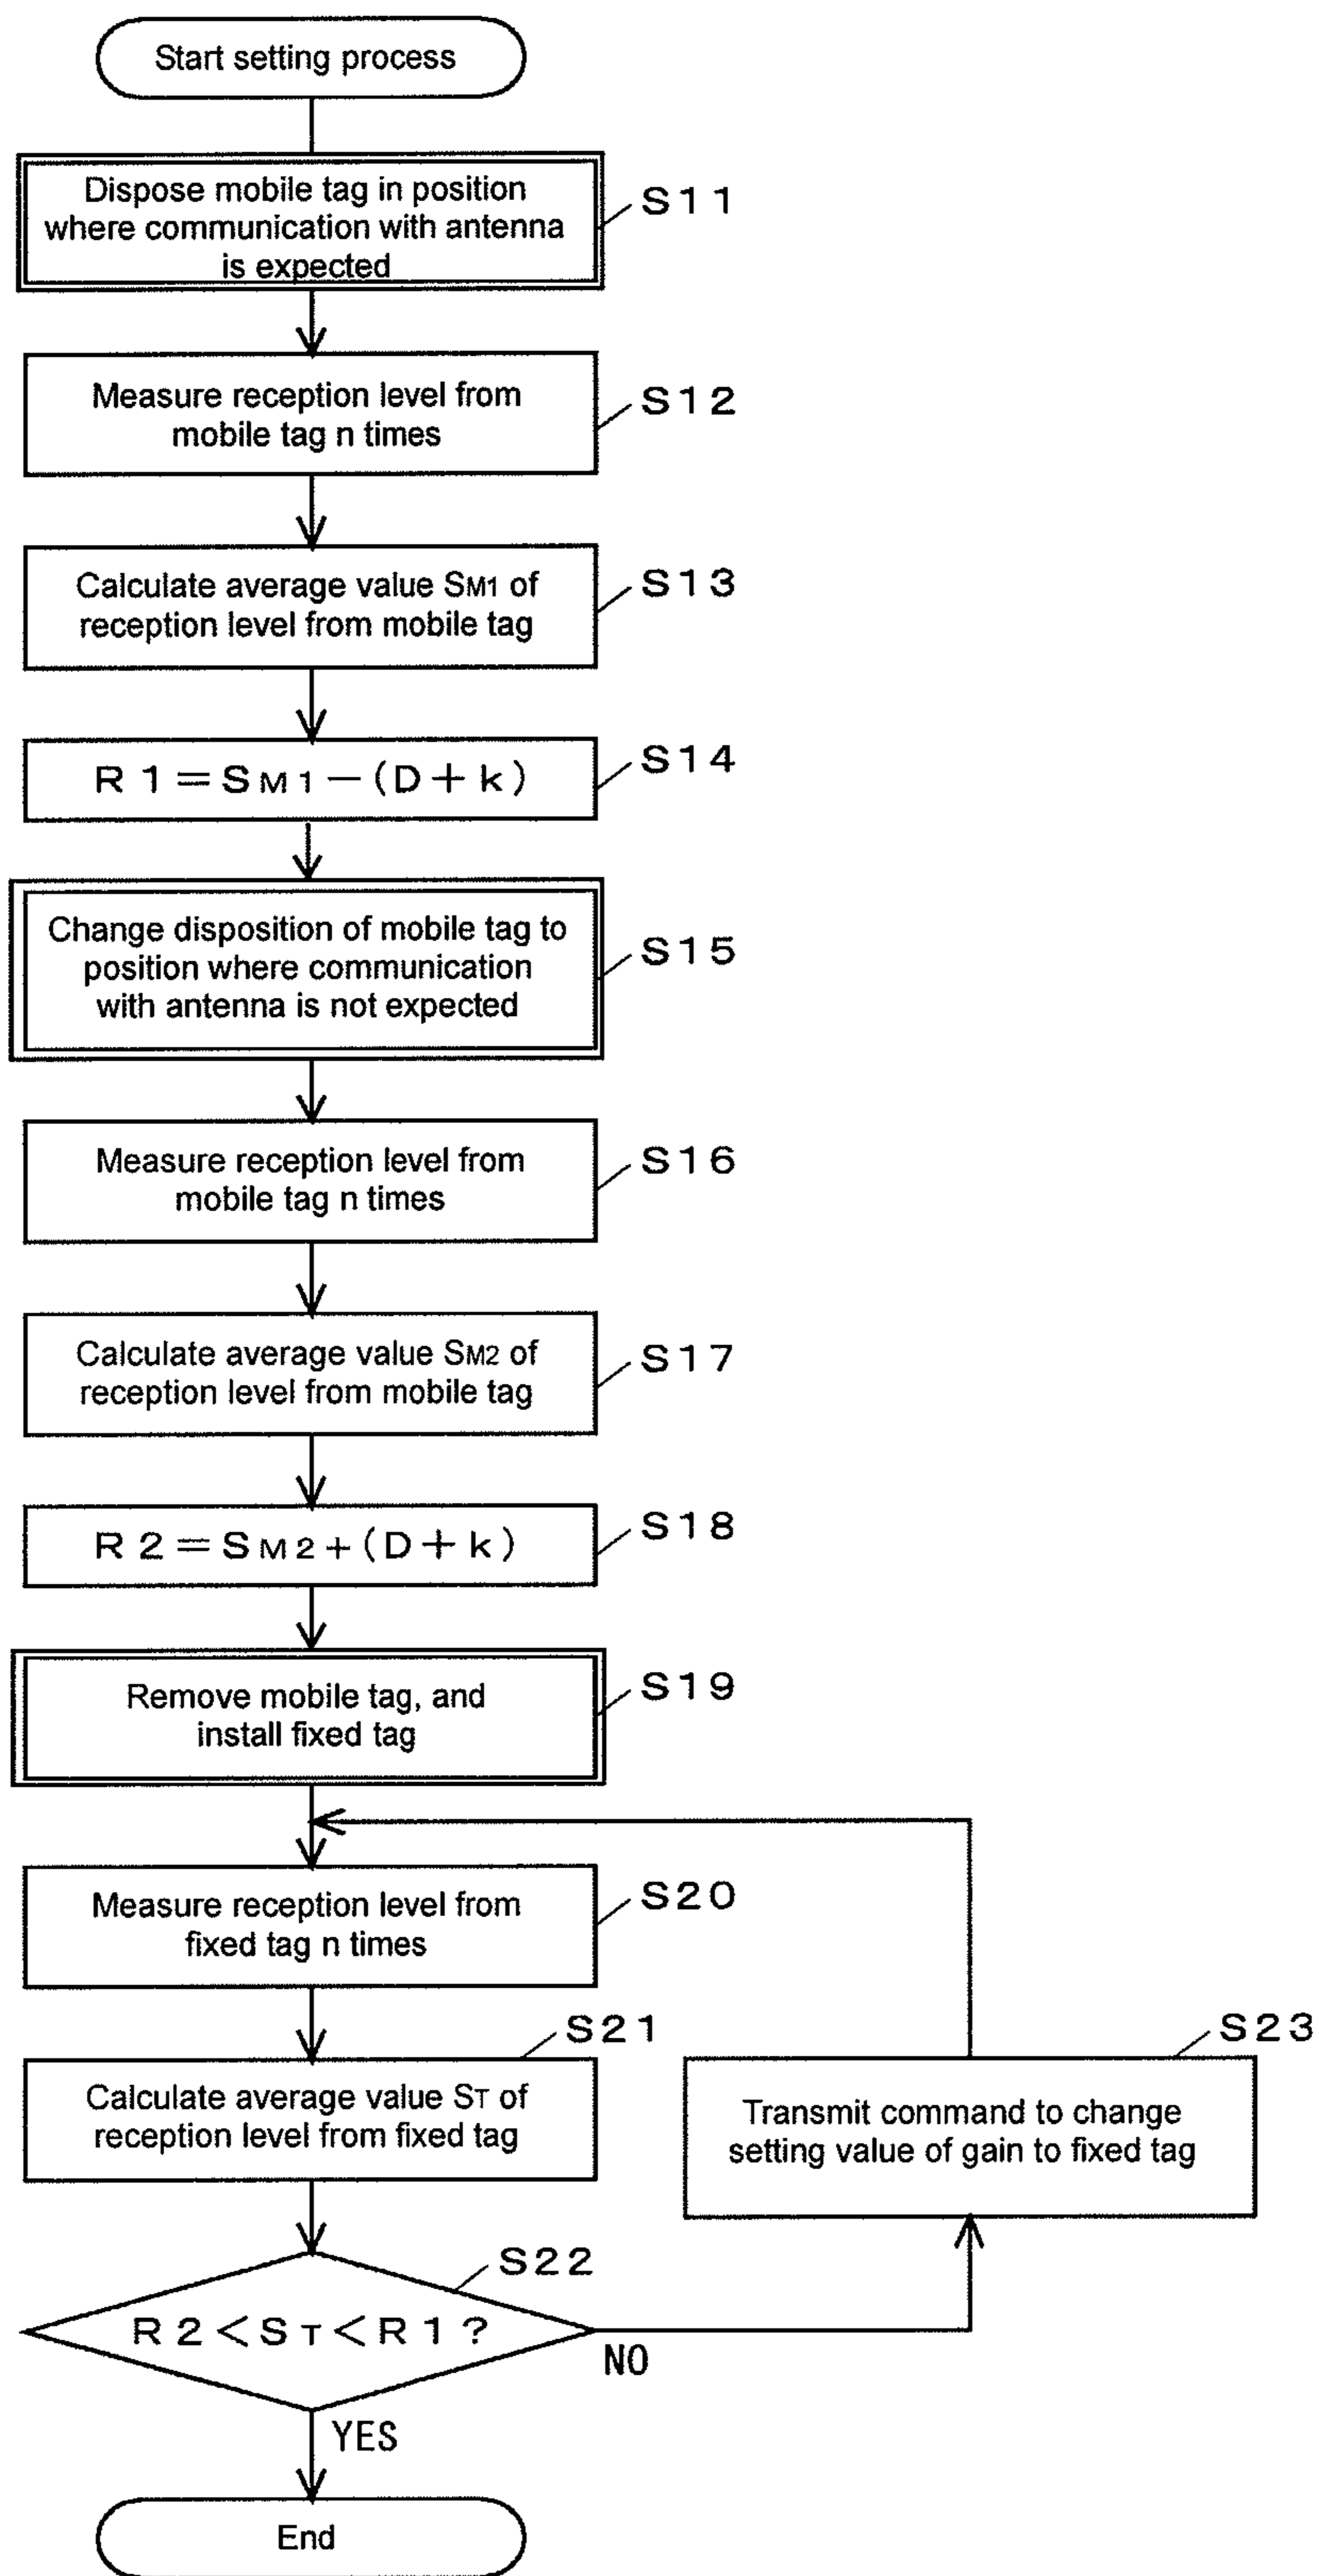 Start setting process
Dispose mobile tag in position
where communication with antenna
is expected
S11
Measure reception level from
mobile tag n times
S12
Calculate average value SM1 of
reception level from mobile tag
S13
R1=SM1-(D+k)
S14
Change disposition of mobile tag to
position where communication
with antenna is not expected
S15
Measure reception level from
mobile tag n times
S16
Calculate average value SM2 of
reception level from mobile tag
S17
R2=SM2+(D+k)
S18
Remove mobile tag, and
install fixed tag
S19
Measure reception level from
fixed tag n times
S20
S21
Calculate average value ST of
reception level from fixed tag
S23
Transmit command to change
setting value of gain to fixed tag
S22
R2<ST<R1?
NO
YES
End